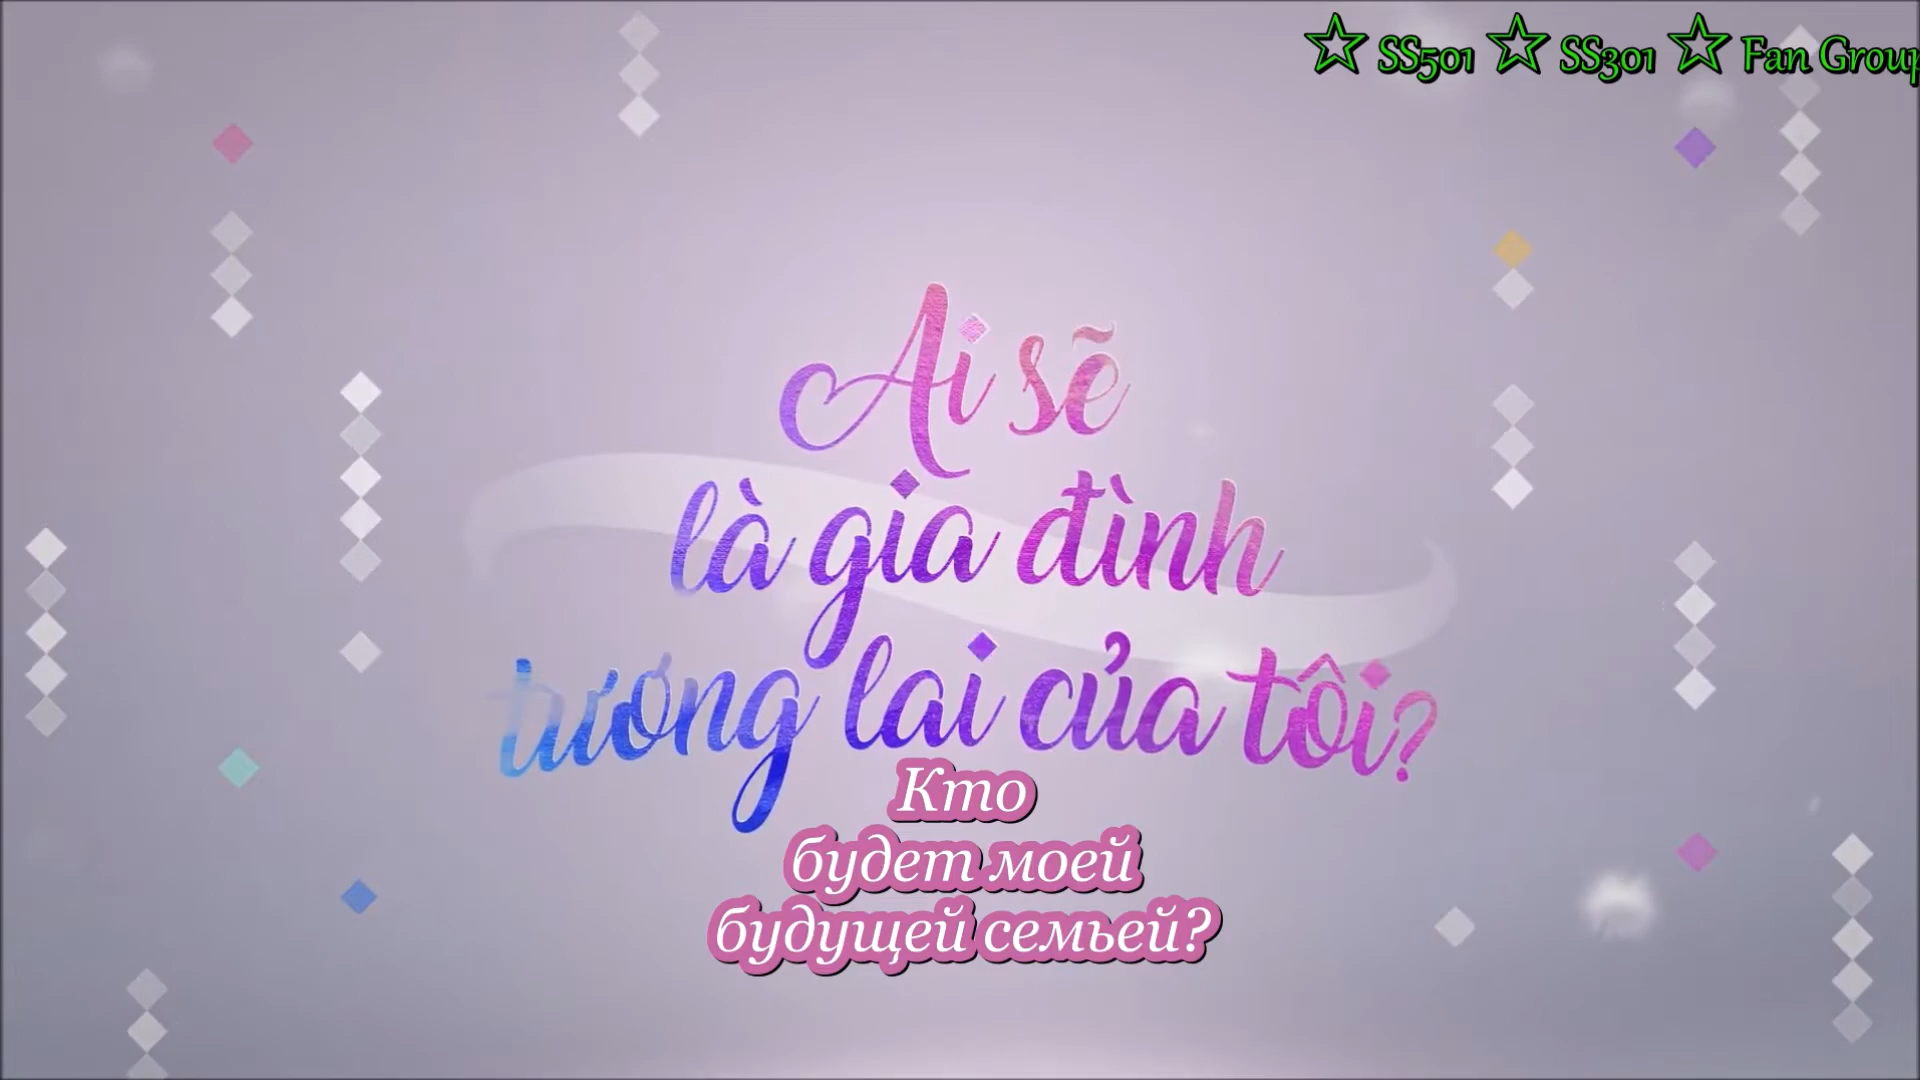 ☆ SS501 ☆ SS301 ☆ Fan Group
Ai sẽ
là gia đình
tương lai của tôi?
Кто
будет моей
будущей семьей?